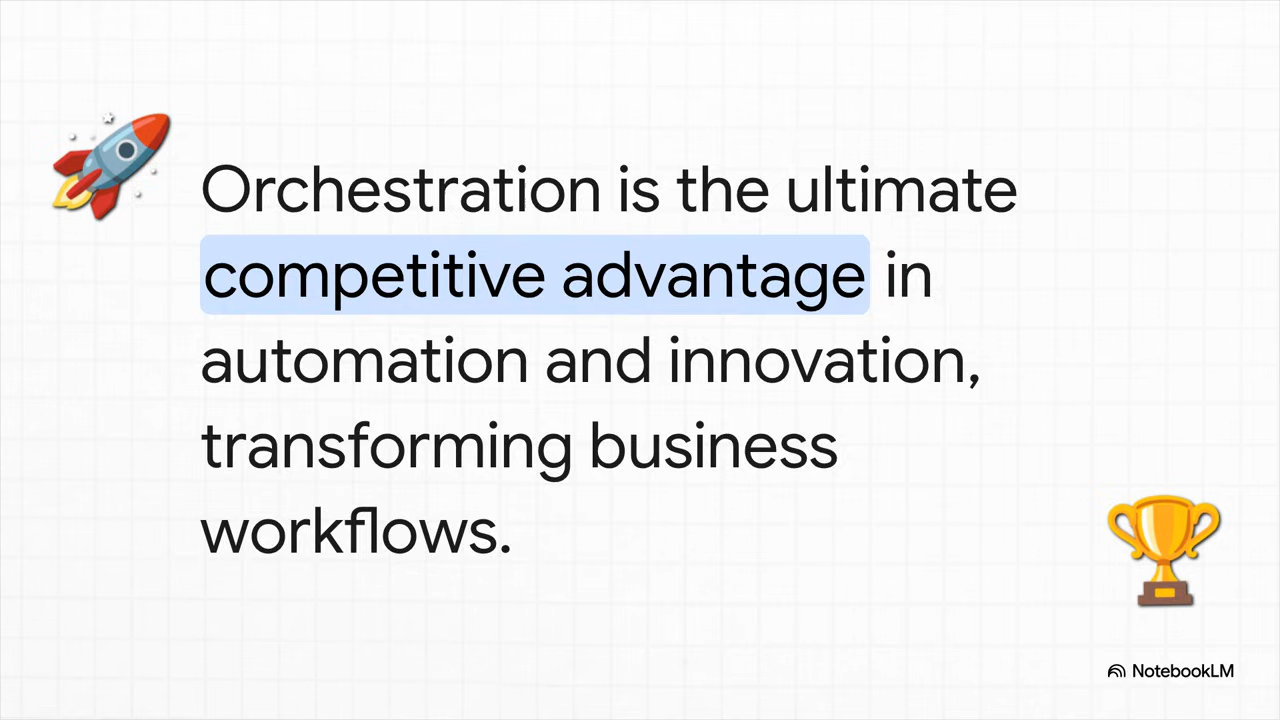 Orchestration is the ultimate
competitive advantage in
automation and innovation,
transforming business
workflows.
NotebookLM